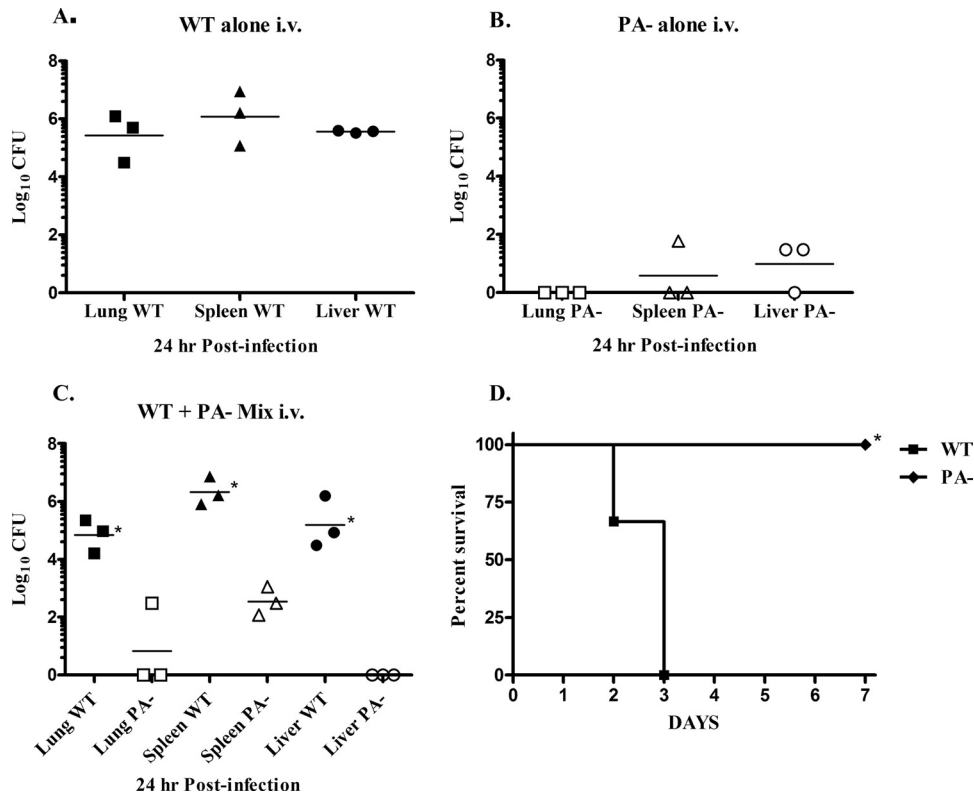 A.
WT alone i.v.
8
6
4
2
0
Log10 CFU
Lung WT Spleen WT Liver WT
24 hr Post-infection
B.
PA- alone i.v.
8
6
4
2
0
Log10 CFU
Lung PA- Spleen PA- Liver PA-
24 hr Post-infection
C.
WT + PA- Mix i.v.
8
6
4
2
0
Log10 CFU
*
*
*
Lung WT Lung PA- Spleen WT Spleen PA- Liver WT Liver PA-
24 hr Post-infection
D.
100
75
50
25
0
Percent survival
*
0 1 2 3 4 5 6 7
DAYS
WT
PA-